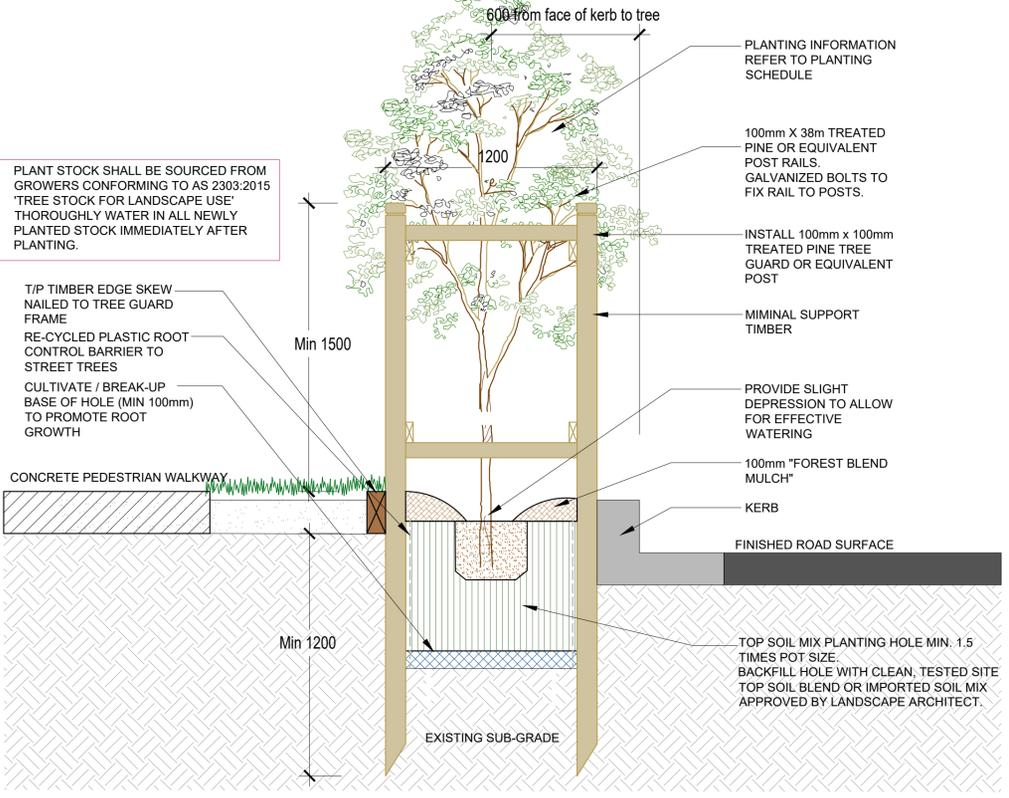 600 from face of kerb to tree
PLANTING INFORMATION
REFER TO PLANTING
SCHEDULE
100mm X 38m TREATED
PINE OR EQUIVALENT
POST RAILS.
GALVANIZED BOLTS TO
FIX RAIL TO POSTS.
1200
PLANT STOCK SHALL BE SOURCED FROM
GROWERS CONFORMING TO AS 2303:2015
'TREE STOCK FOR LANDSCAPE USE'
THOROUGHLY WATER IN ALL NEWLY
PLANTED STOCK IMMEDIATELY AFTER
PLANTING.
INSTALL 100mm x 100mm
TREATED PINE TREE
GUARD OR EQUIVALENT
POST
T/P TIMBER EDGE SKEW
NAILED TO TREE GUARD
FRAME
RE-CYCLED PLASTIC ROOT
CONTROL BARRIER TO
STREET TREES
CULTIVATE / BREAK-UP
BASE OF HOLE (MIN 100mm)
TO PROMOTE ROOT
GROWTH
Min 1500
MIMINAL SUPPORT
TIMBER
PROVIDE SLIGHT
DEPRESSION TO ALLOW
FOR EFFECTIVE
WATERING
100mm "FOREST BLEND
MULCH"
CONCRETE PEDESTRIAN WALKWAY
KERB
FINISHED ROAD SURFACE
Min 1200
TOP SOIL MIX PLANTING HOLE MIN. 1.5
TIMES POT SIZE.
BACKFILL HOLE WITH CLEAN, TESTED SITE
TOP SOIL BLEND OR IMPORTED SOIL MIX
APPROVED BY LANDSCAPE ARCHITECT.
EXISTING SUB-GRADE